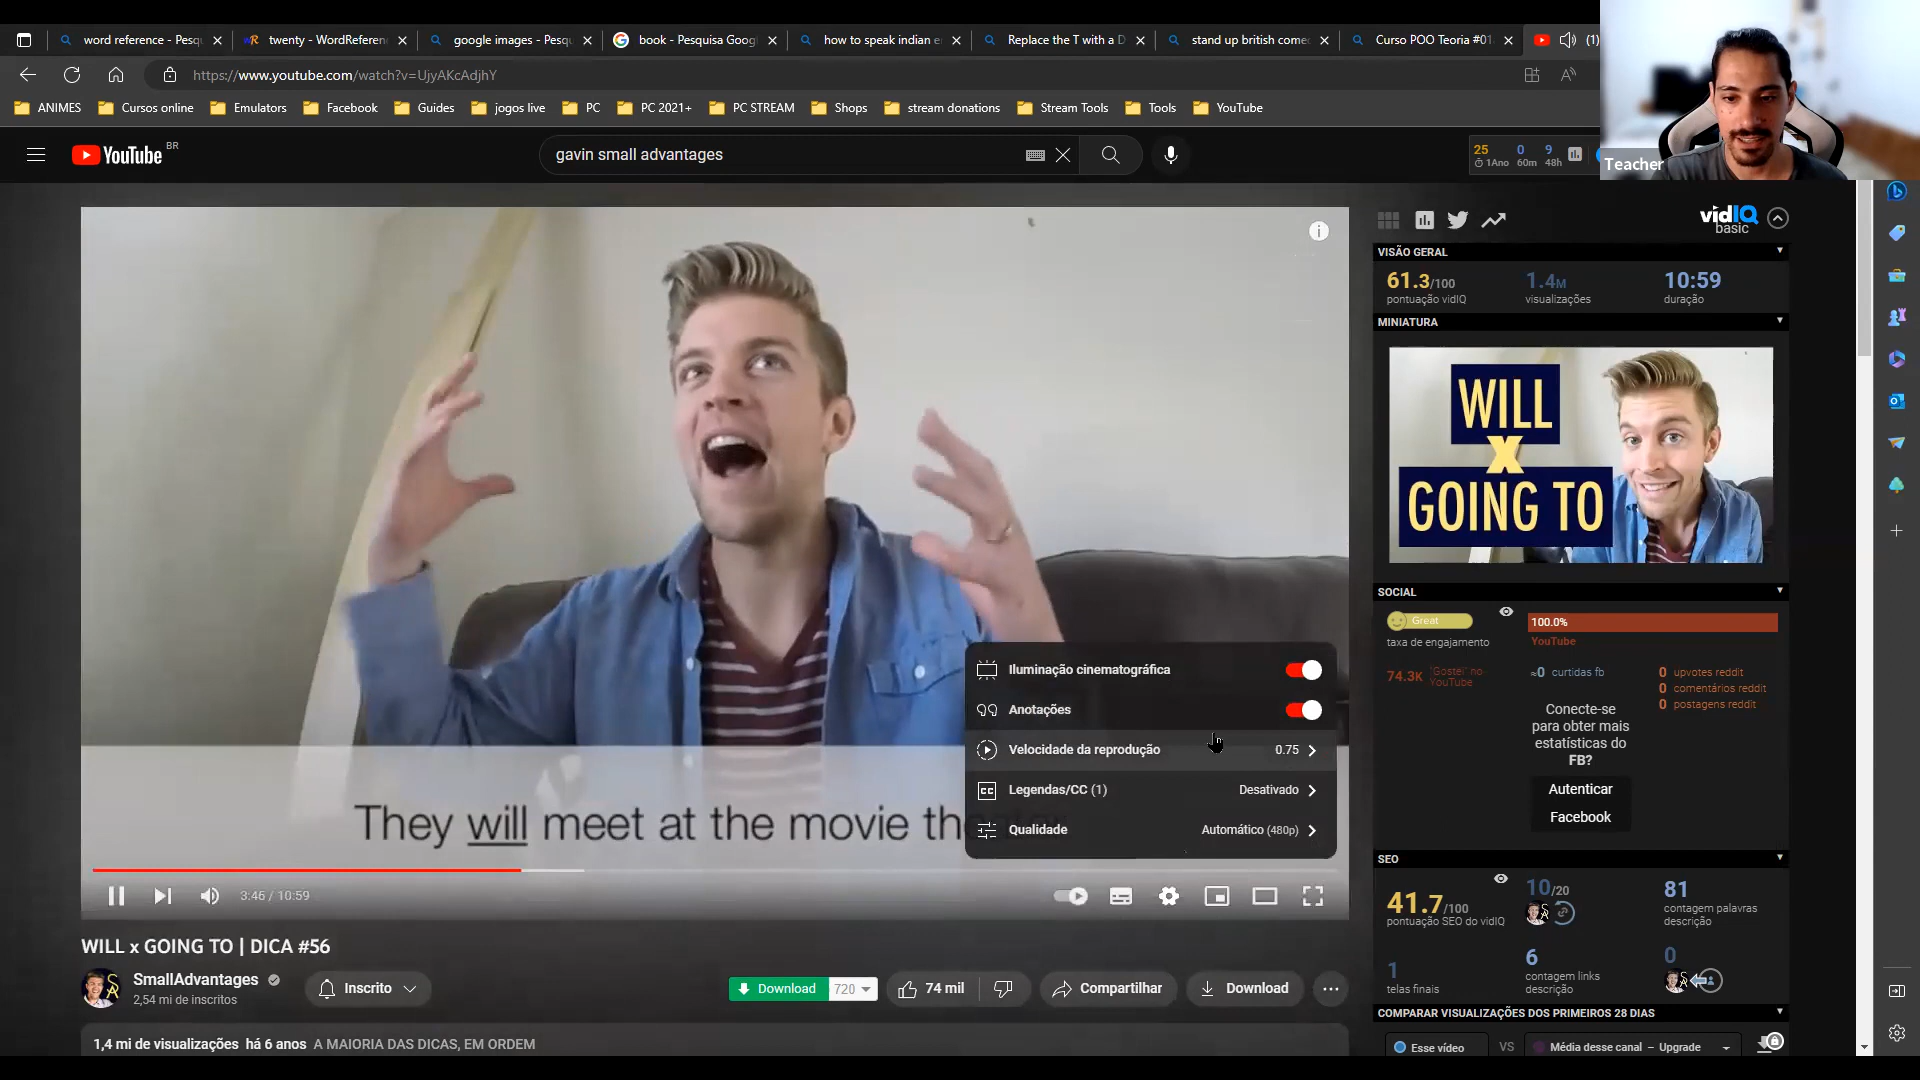 word reference - Pesq
twenty - WordReferen
google images - Pesq
book - Pesquisa Goog
how to speak indian e
Replace the T with a D
stand up british come
Curso POO Teoria #01
(1)
https://www.youtube.com/watch?v=UjyAKcAdjhY
ANIMES
Cursos online
Emulators
Facebook
Guides
jogos live
PC
PC 2021+
PC STREAM
Shops
stream donations
Stream Tools
Tools
YouTube
Teacher
YouTube BR
gavin small advantages
25 0 9
1Ano 60m 48h
vidIQ
basic
VISÃO GERAL
61.3/100 1.4M 10:59
pontuação vidIQ visualizações duração
MINIATURA
WILL
X
GOING TO
SOCIAL
Great
taxa de engajamento
100.0%
YouTube
74.3K "Gostei" no
YouTube
≈0 curtidas fb
0 upvotes reddit
0 comentários reddit
0 postagens reddit
Conecte-se
para obter mais
estatísticas do
FB?
Autenticar
Facebook
SEO
41.7/100
pontuação SEO do vidIQ
10/20
81
contagem palavras
descrição
1
telas finais
6
contagem links
descrição
0
COMPARAR VISUALIZAÇÕES DOS PRIMEIROS 28 DIAS
Esse vídeo VS Média desse canal – Upgrade
Iluminação cinematográfica
Anotações
Velocidade da reprodução 0.75
Legendas/CC (1) Desativado
Qualidade Automático (480p)
They will meet at the movie theater
3:46 / 10:59
WILL x GOING TO | DICA #56
SmallAdvantages
2,54 mi de inscritos
Inscrito
Download 720
74 mil
Compartilhar
Download
1,4 mi de visualizações há 6 anos A MAIORIA DAS DICAS, EM ORDEM